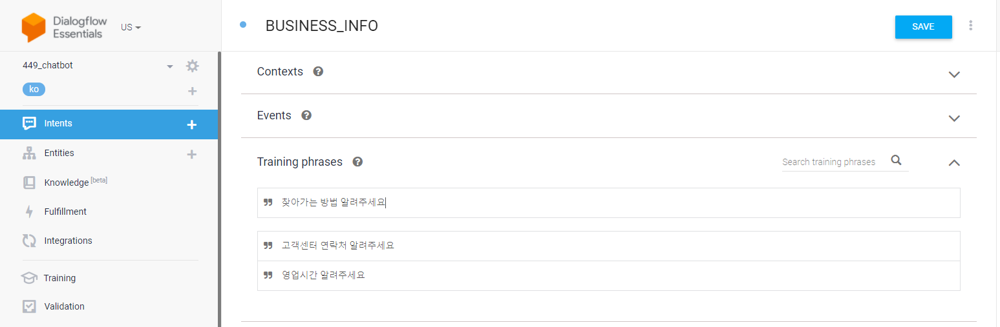 Dialogflow
Essentials
US
BUSINESS_INFO
SAVE
449_chatbot
ko
Intents
Entities
Knowledge [beta]
Fulfillment
Integrations
Training
Validation
Contexts
Events
Training phrases
Search training phrases
찾아가는 방법 알려주세요
고객센터 연락처 알려주세요
영업시간 알려주세요